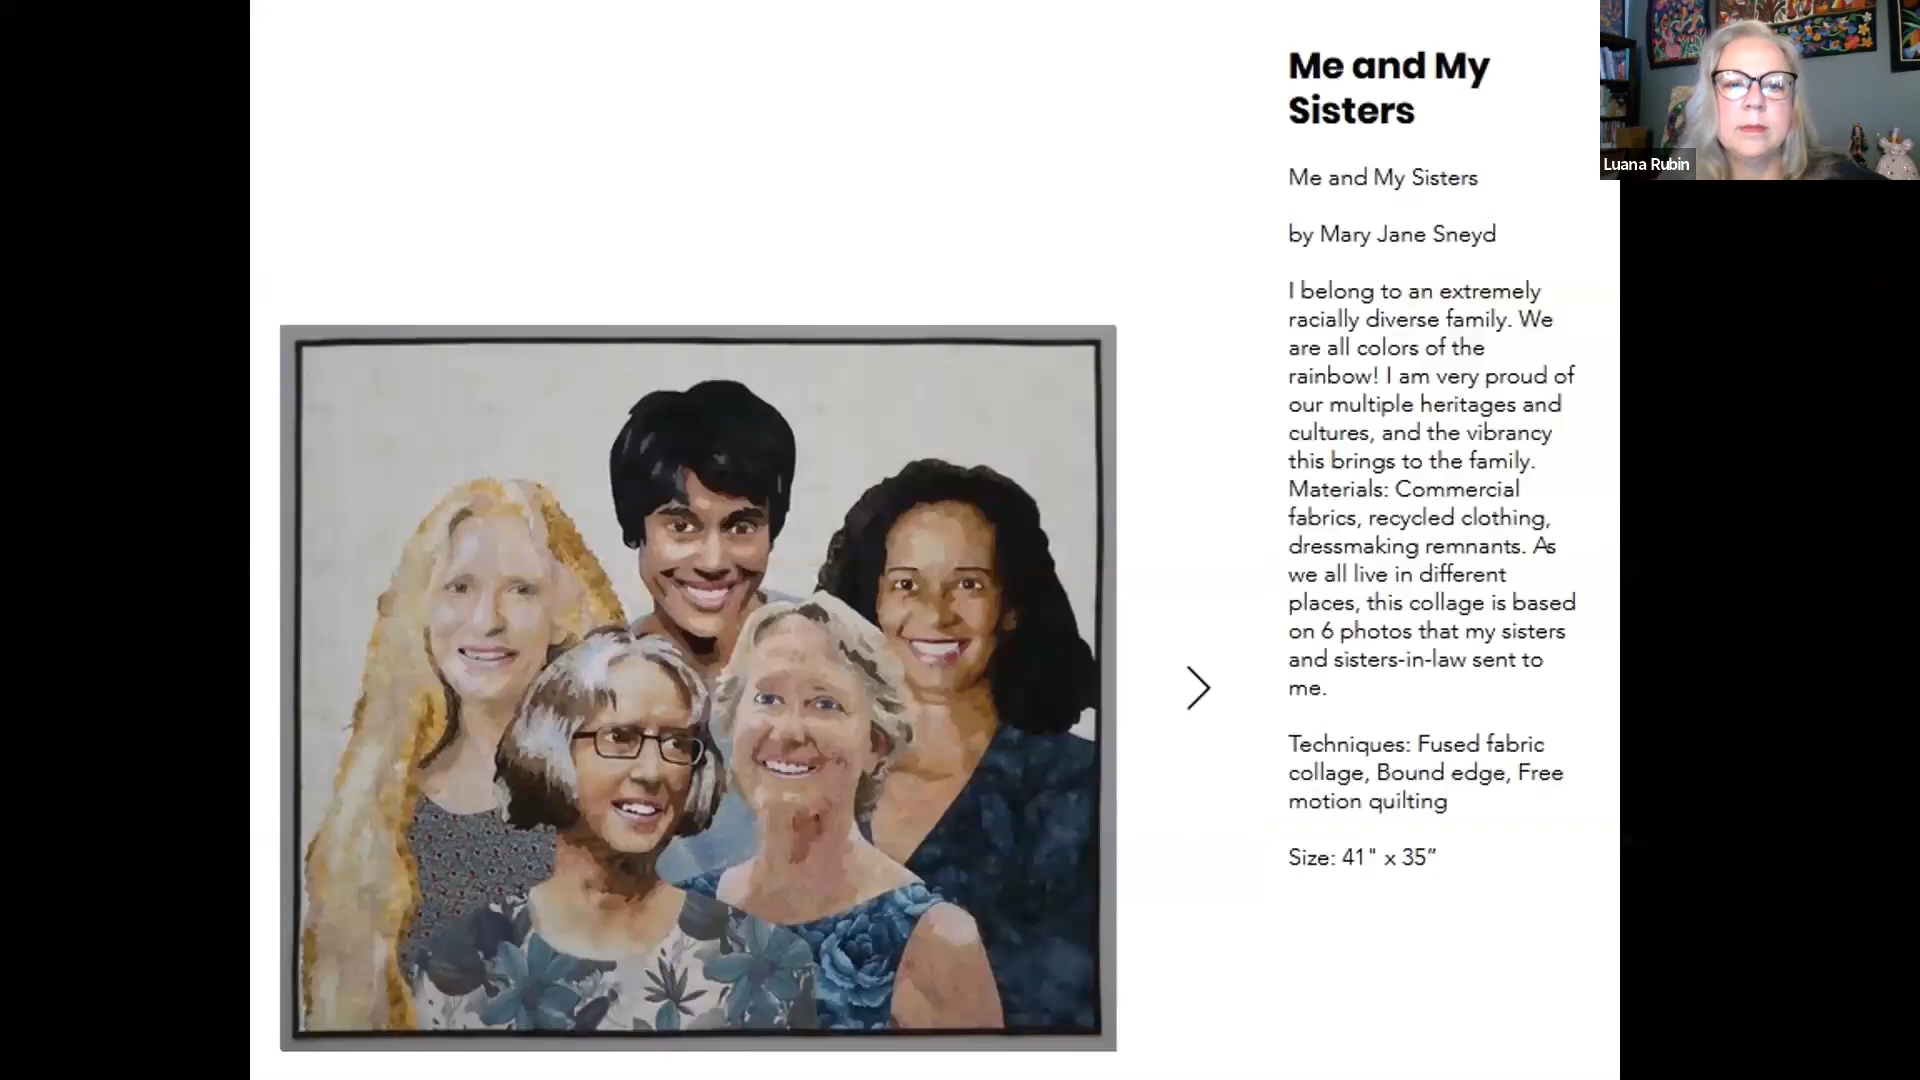 Me and My
Sisters
Me and My Sisters
by Mary Jane Sneyd
I belong to an extremely
racially diverse family. We
are all colors of the
rainbow! I am very proud of
our multiple heritages and
cultures, and the vibrancy
this brings to the family.
Materials: Commercial
fabrics, recycled clothing,
dressmaking remnants. As
we all live in different
places, this collage is based
on 6 photos that my sisters
and sisters-in-law sent to
me.
Techniques: Fused fabric
collage, Bound edge, Free
motion quilting
Size: 41" x 35”
Luana Rubin